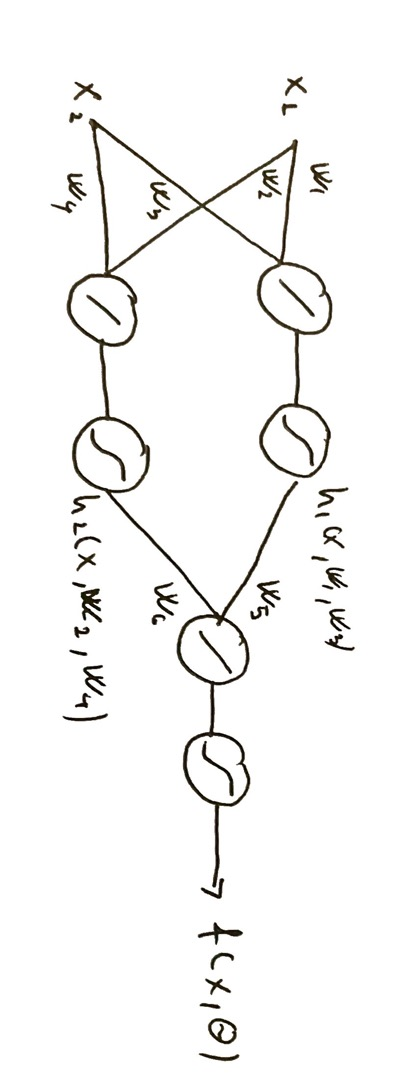 x1
w1
w2
w3
x2
w4
h1(x, w1, w3)
w5
w6
h2(x, w2, w4)
f(x, Θ)